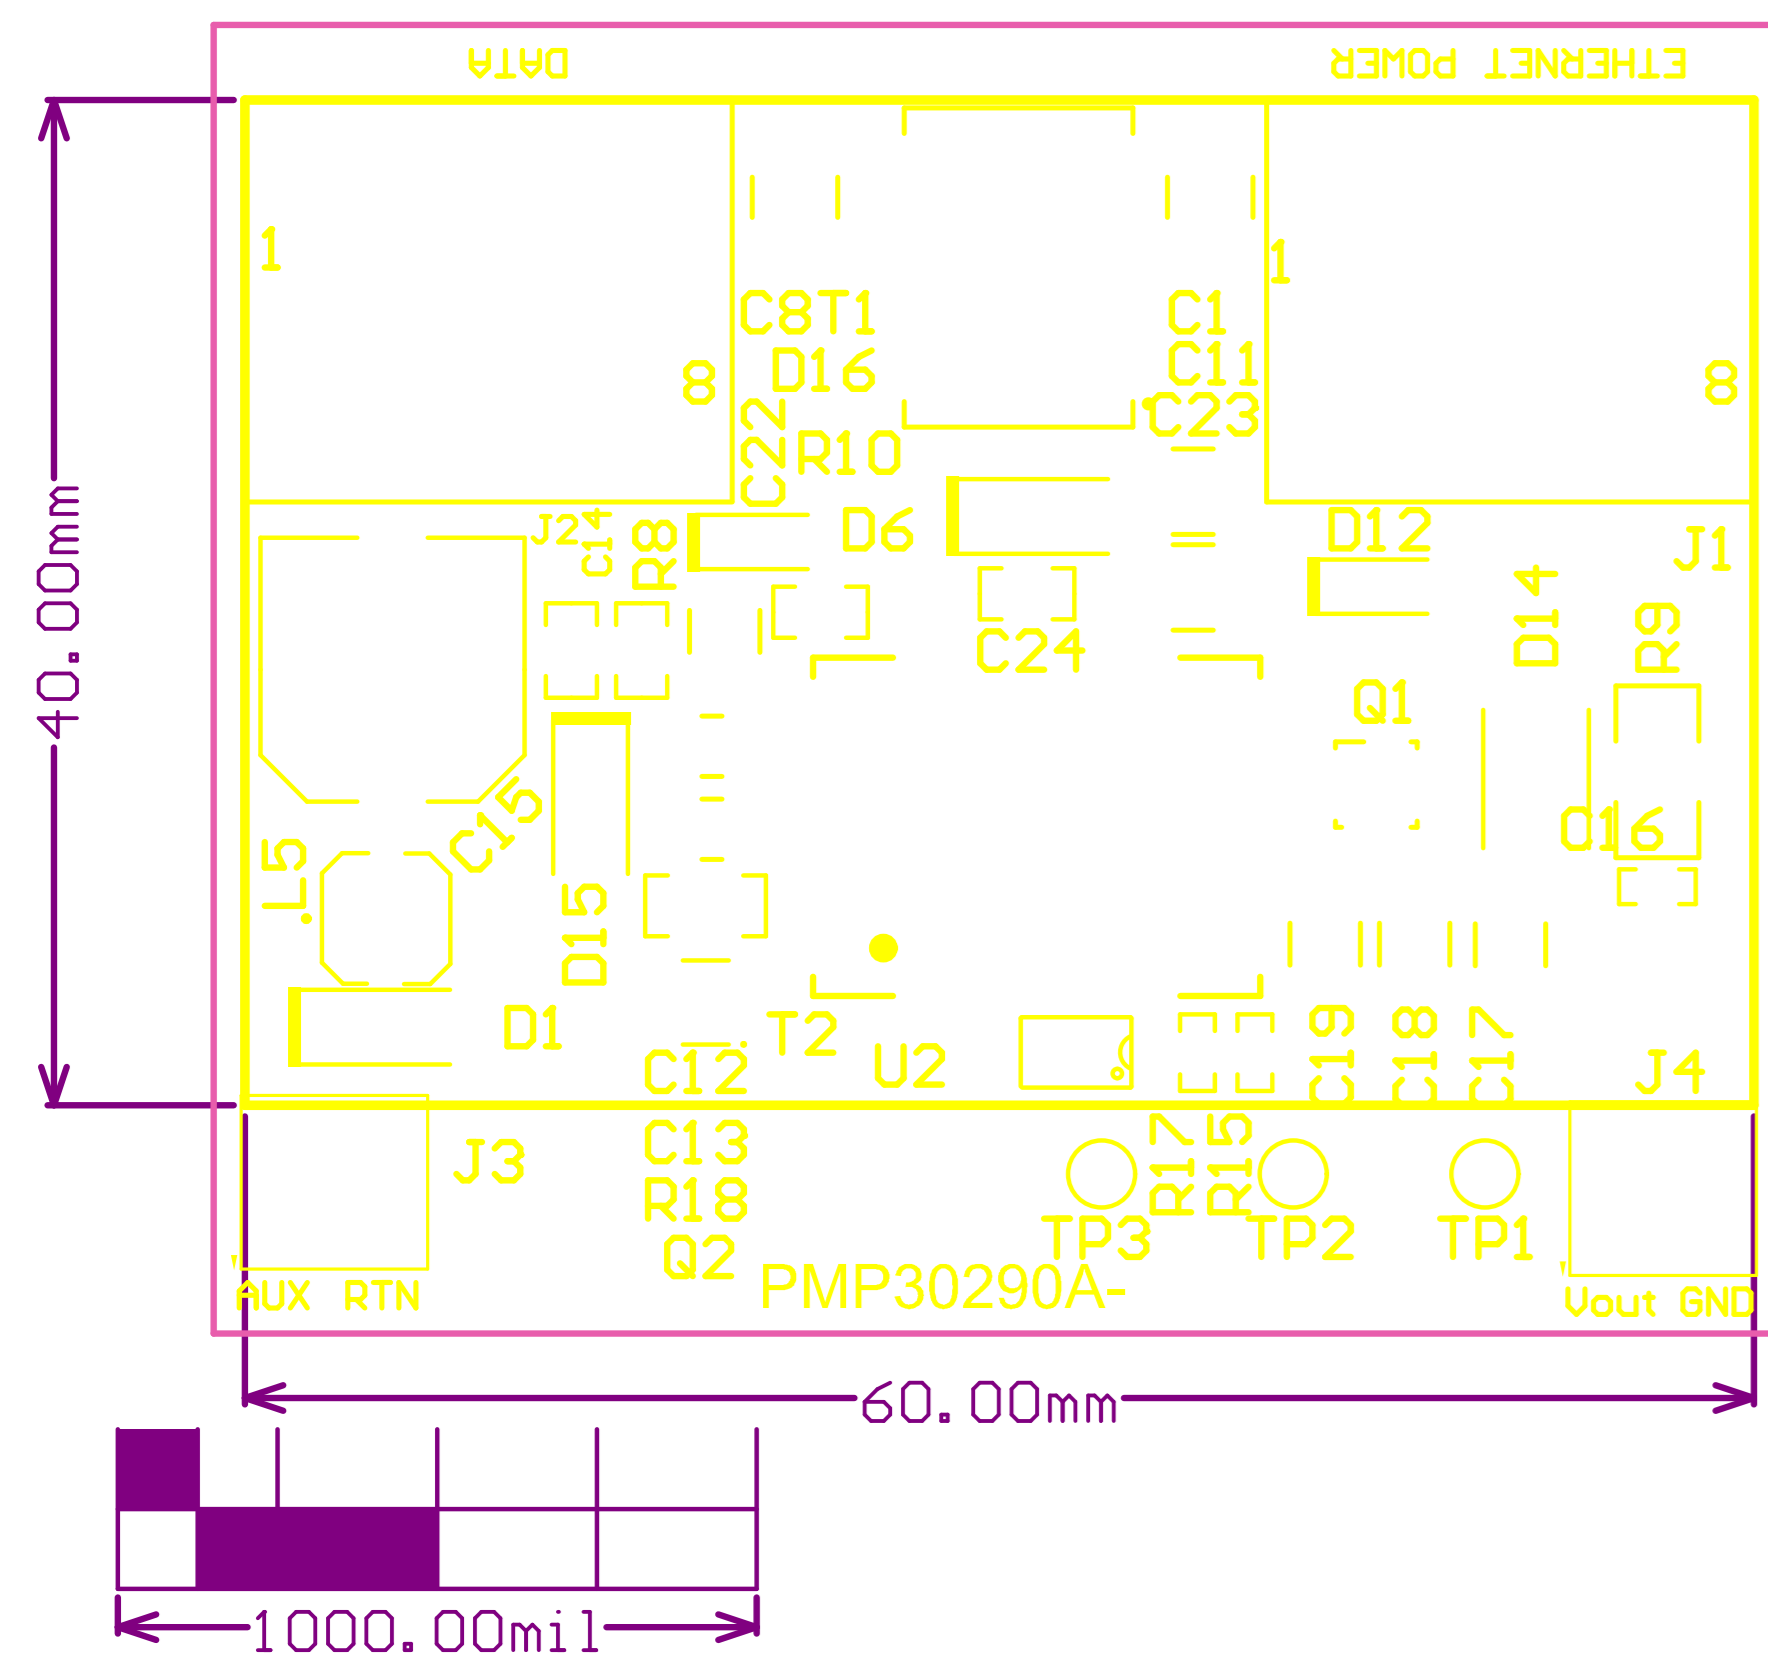 DATA
ETHERNET POWER
1
1
C8T1
C1
D16
C11
8
8
C22
C23
R10
J2
C14
R8
D6
D12
J1
40.00mm
D14
R9
C24
Q1
C15
L5
C16
D15
D1
T2
U2
C12
C19
C18
C17
J4
J3
C13
R17
R15
R18
TP3
TP2
TP1
Q2
PMP30290A-
AUX RTN
Vout GND
60.00mm
1000.00mil